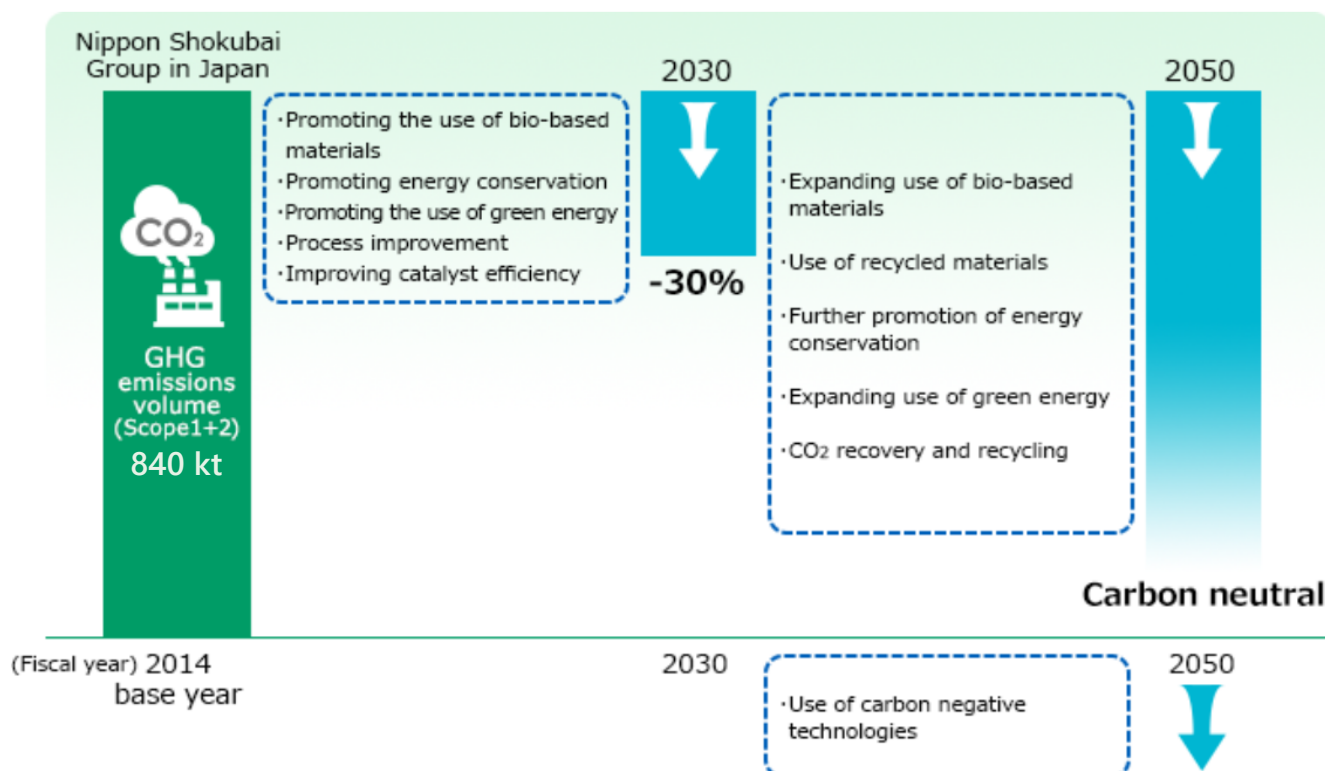 Nippon Shokubai
Group in Japan
2030
2050
·Promoting the use of bio-based
materials
·Promoting energy conservation
·Promoting the use of green energy
·Process improvement
·Improving catalyst efficiency
-30%
·Expanding use of bio-based
materials
·Use of recycled materials
·Further promotion of energy
conservation
·Expanding use of green energy
·CO2 recovery and recycling
CO2
GHG
emissions
volume
(Scope1+2)
840 kt
Carbon neutral
(Fiscal year) 2014
base year
2030
2050
·Use of carbon negative
technologies